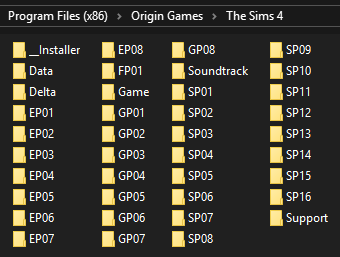 Program Files (x86) > Origin Games > The Sims 4
__Installer
Data
Delta
EP01
EP02
EP03
EP04
EP05
EP06
EP07
EP08
FP01
Game
GP01
GP02
GP03
GP04
GP05
GP06
GP07
GP08
Soundtrack
SP01
SP02
SP03
SP04
SP05
SP06
SP07
SP08
SP09
SP10
SP11
SP12
SP13
SP14
SP15
SP16
Support